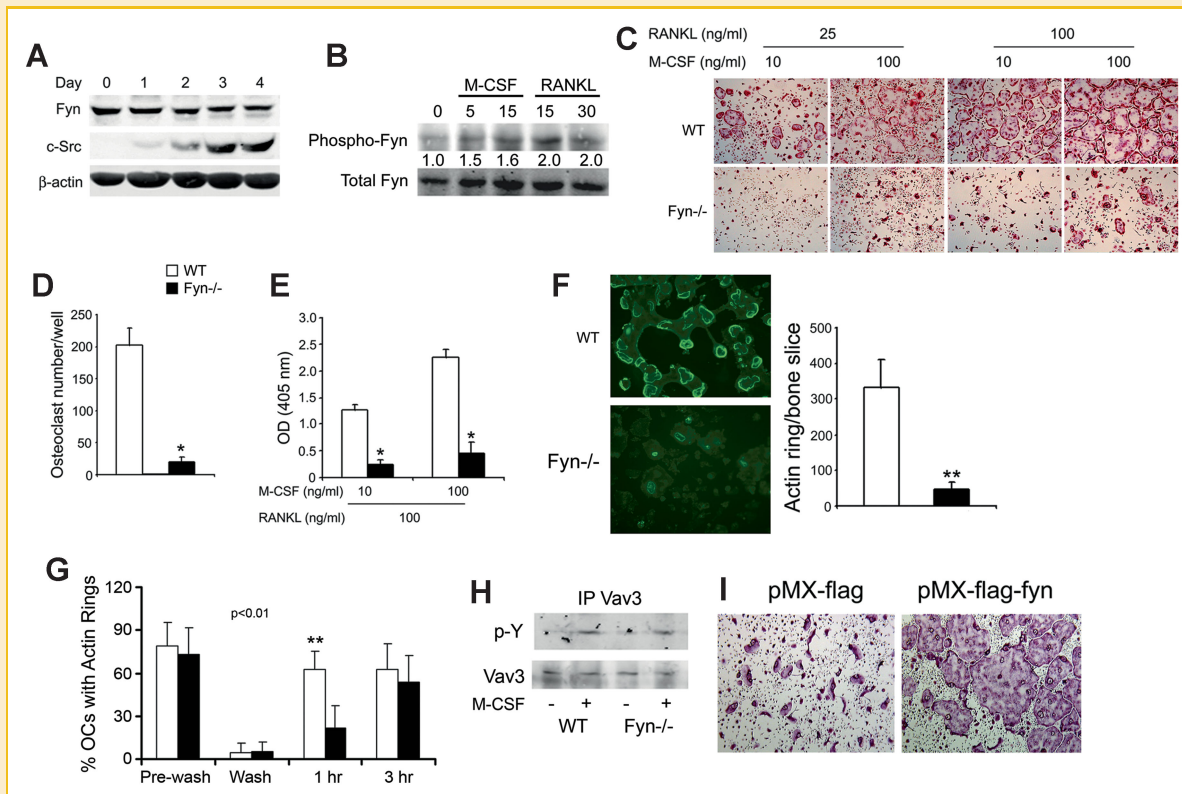 A
Day 0 1 2 3 4
Fyn
c-Src
β-actin
B
M-CSF RANKL
0 5 15 15 30
Phospho-Fyn
1.0 1.5 1.6 2.0 2.0
Total Fyn
C
RANKL (ng/ml) 25 100
M-CSF (ng/ml) 10 100 10 100
WT
Fyn-/-
D
WT
Fyn-/-
Osteoclast number/well
250
200
150
100
50
0
*
E
OD (405 nm)
3.0
2.5
2.0
1.5
1.0
0.5
0
*
*
M-CSF (ng/ml) 10 100
RANKL (ng/ml) 100
F
WT
Fyn-/-
Actin ring/bone slice
500
400
300
200
100
0
**
G
% OCs with Actin Rings
120
90
60
30
0
p<0.01
**
Pre-wash Wash 1 hr 3 hr
H
IP Vav3
p-Y
Vav3
M-CSF - + - +
WT Fyn-/-
I
pMX-flag pMX-flag-fyn